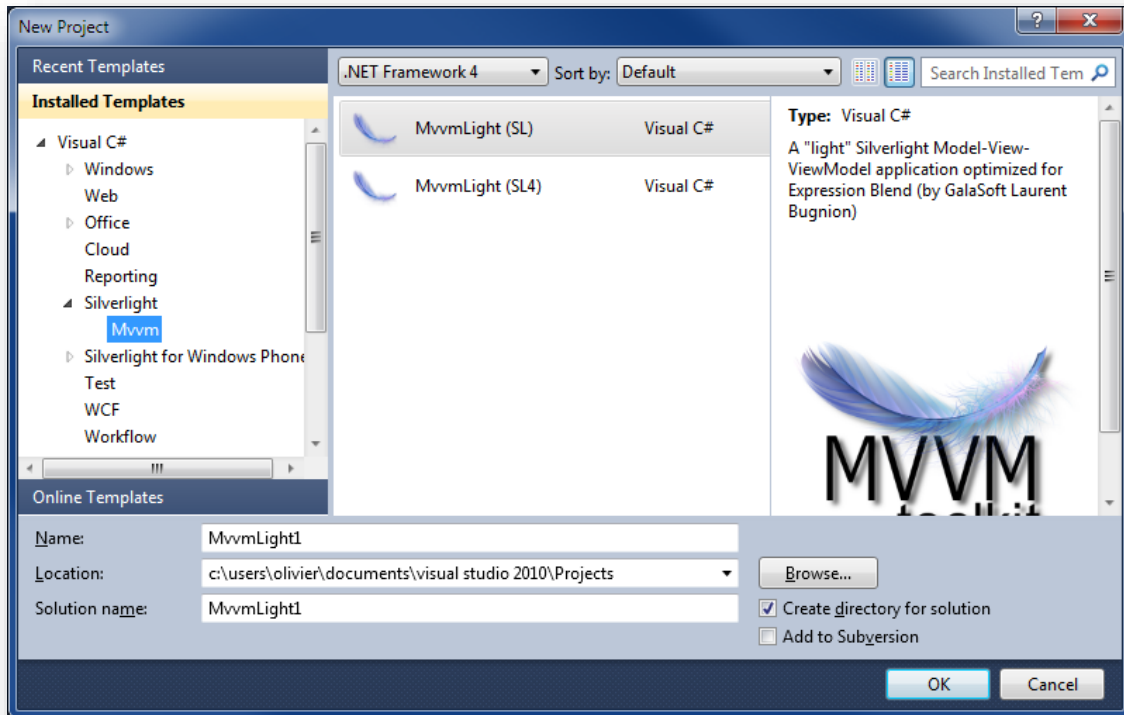 New Project
Recent Templates
Installed Templates
Visual C#
Windows
Web
Office
Cloud
Reporting
Silverlight
Mvvm
Silverlight for Windows Phone
Test
WCF
Workflow
Online Templates
.NET Framework 4
Sort by: Default
Search Installed Tem
MvvmLight (SL) Visual C#
MvvmLight (SL4) Visual C#
Type: Visual C#
A "light" Silverlight Model-View-
ViewModel application optimized for
Expression Blend (by GalaSoft Laurent
Bugnion)
MVVM
toolkit
Name: MvvmLight1
Location: c:\users\olivier\documents\visual studio 2010\Projects
Browse...
Solution name: MvvmLight1
Create directory for solution
Add to Subversion
OK
Cancel